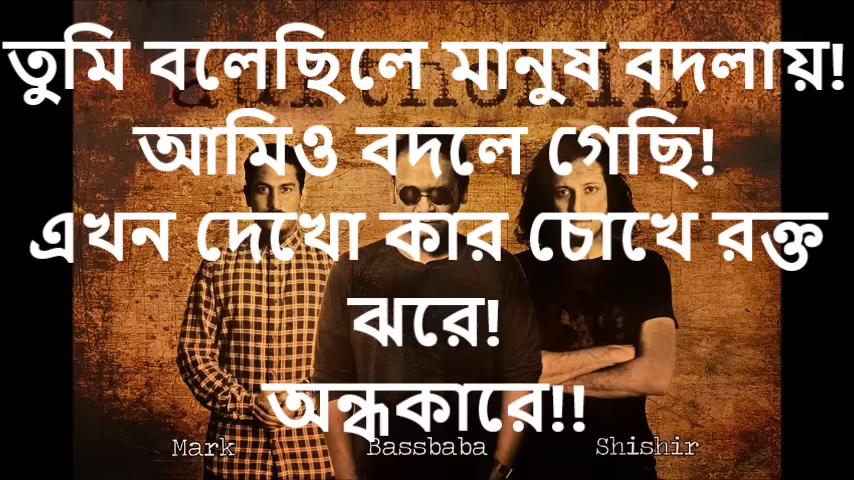 তুমি বলেছিলে মানুষ বদলায়!
আমিও বদলে গেছি!
এখন দেখো কার চোখে রক্ত
ঝরে!
অন্ধকারে!!
Mark Bassbaba Shishir